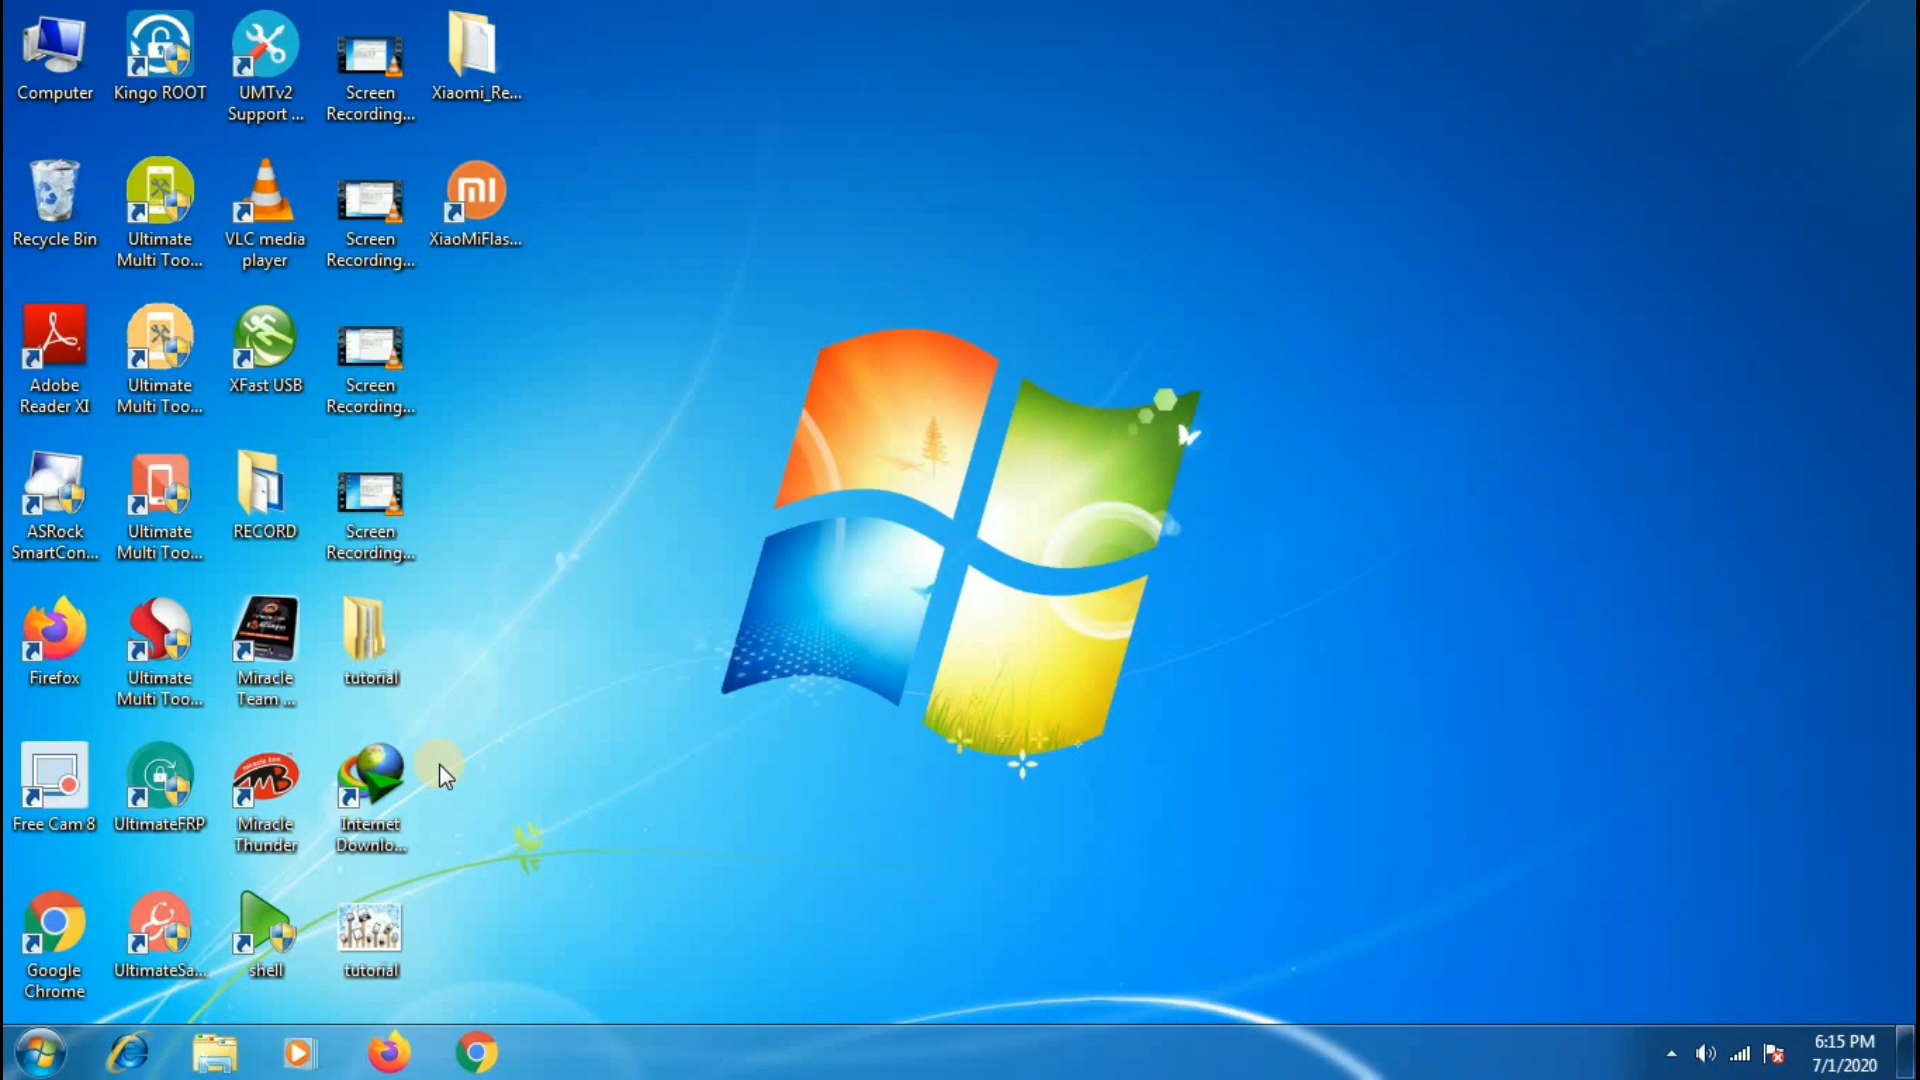 Computer
Kingo ROOT
UMTv2
Support ...
Screen
Recording...
Xiaomi_Re...
mi
Recycle Bin
Ultimate
Multi Too...
VLC media
player
Screen
Recording...
XiaoMiFlas...
Adobe
Reader XI
Ultimate
Multi Too...
XFast USB
Screen
Recording...
ASRock
SmartCon...
Ultimate
Multi Too...
RECORD
Screen
Recording...
Firefox
Ultimate
Multi Too...
Miracle
Team ...
tutorial
Free Cam 8
UltimateFRP
Miracle
Thunder
Internet
Downlo...
Google
Chrome
UltimateSa...
shell
tutorial
6:15 PM
7/1/2020